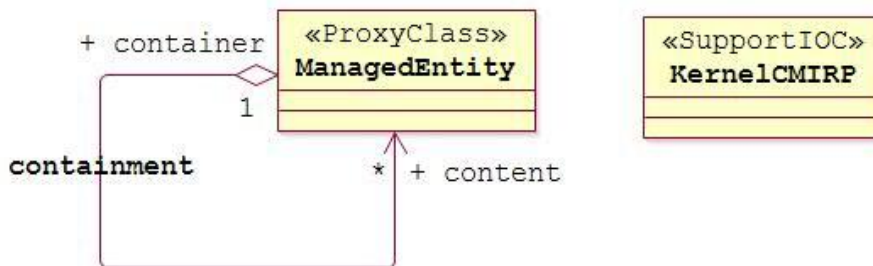 + container
«ProxyClass»
ManagedEntity
1
containment
* + content
«SupportIOC»
KernelCMIRP